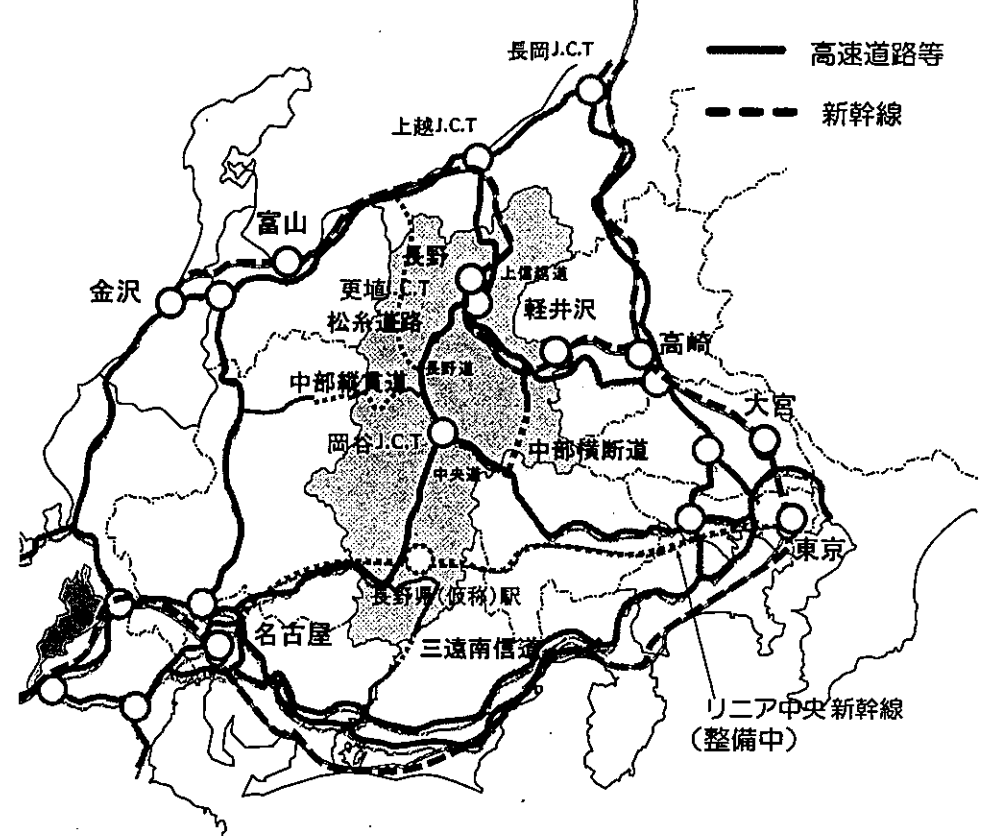 長岡J.C.T
高速道路等
新幹線
上越J.C.T
富山
長野
上信越道
金沢
更埴J.C.T
軽井沢
松糸道路
高崎
長野道
中部縦貫道
大宮
岡谷J.C.T
中部横断道
中央道
東京
長野県(仮称)駅
名古屋
三遠南信道
リニア中央新幹線
(整備中)